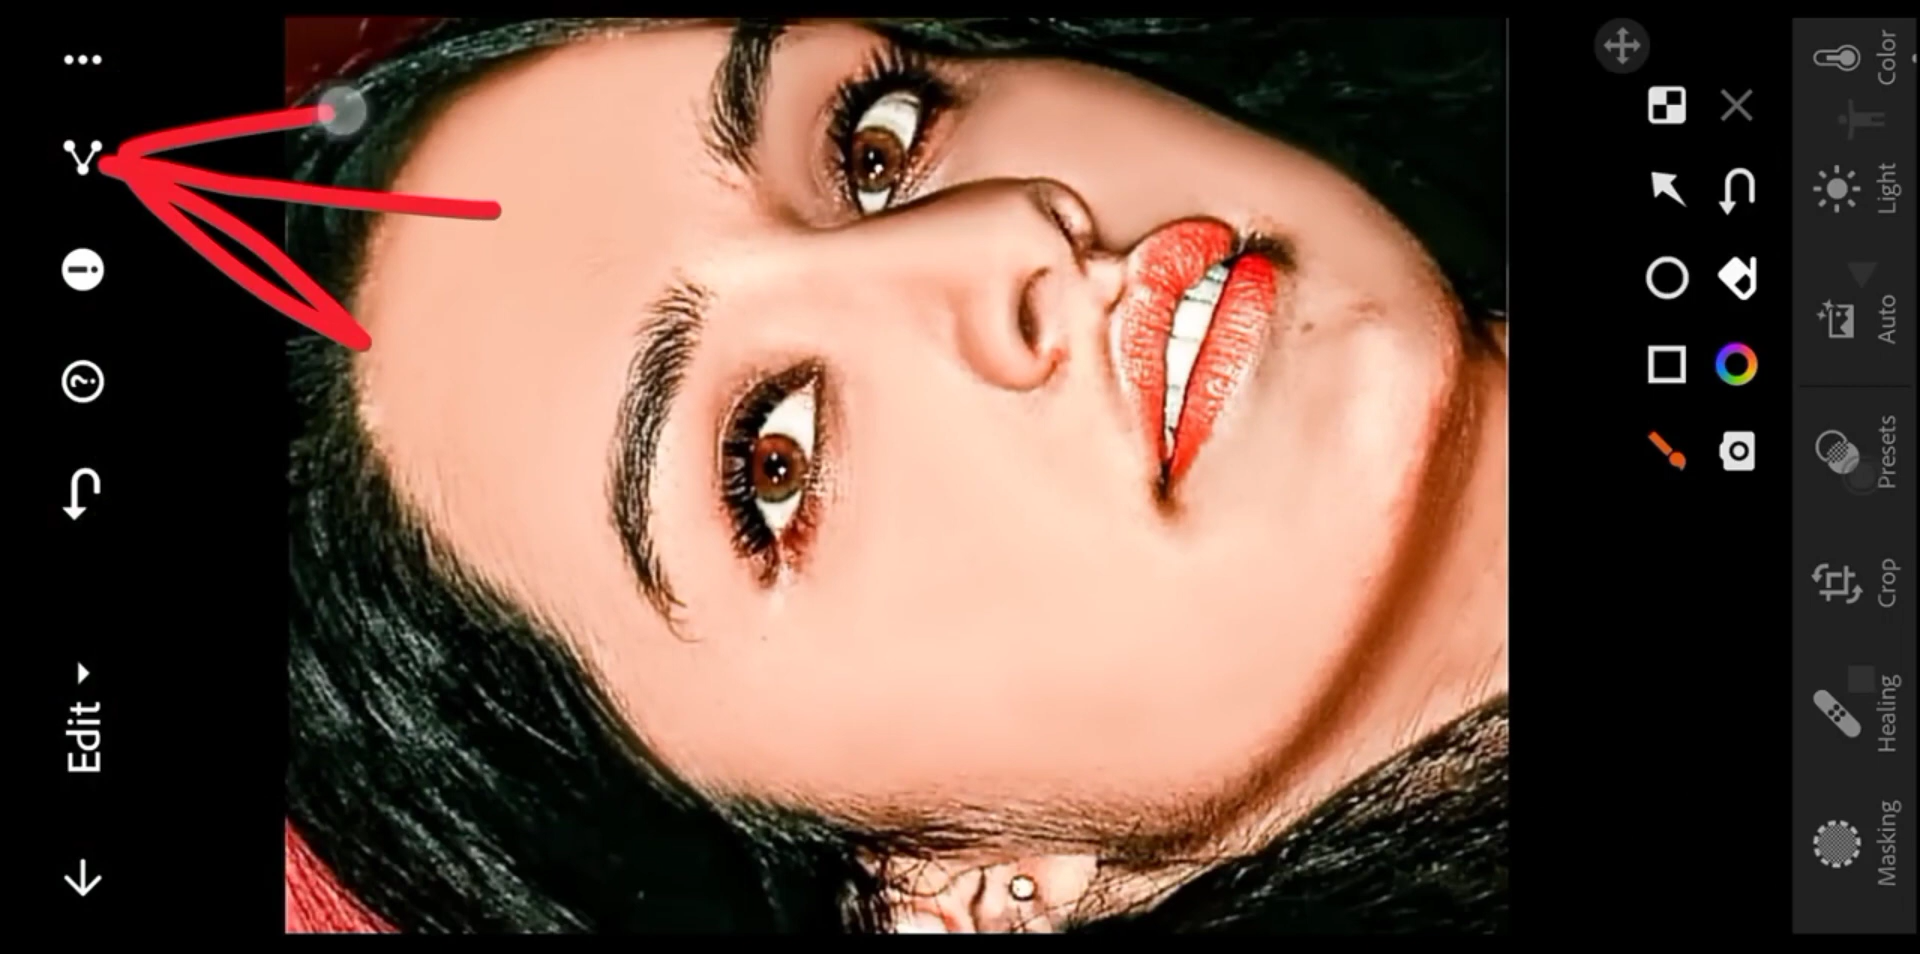 Edit
Masking
Healing
Crop
Presets
Auto
Light
Color